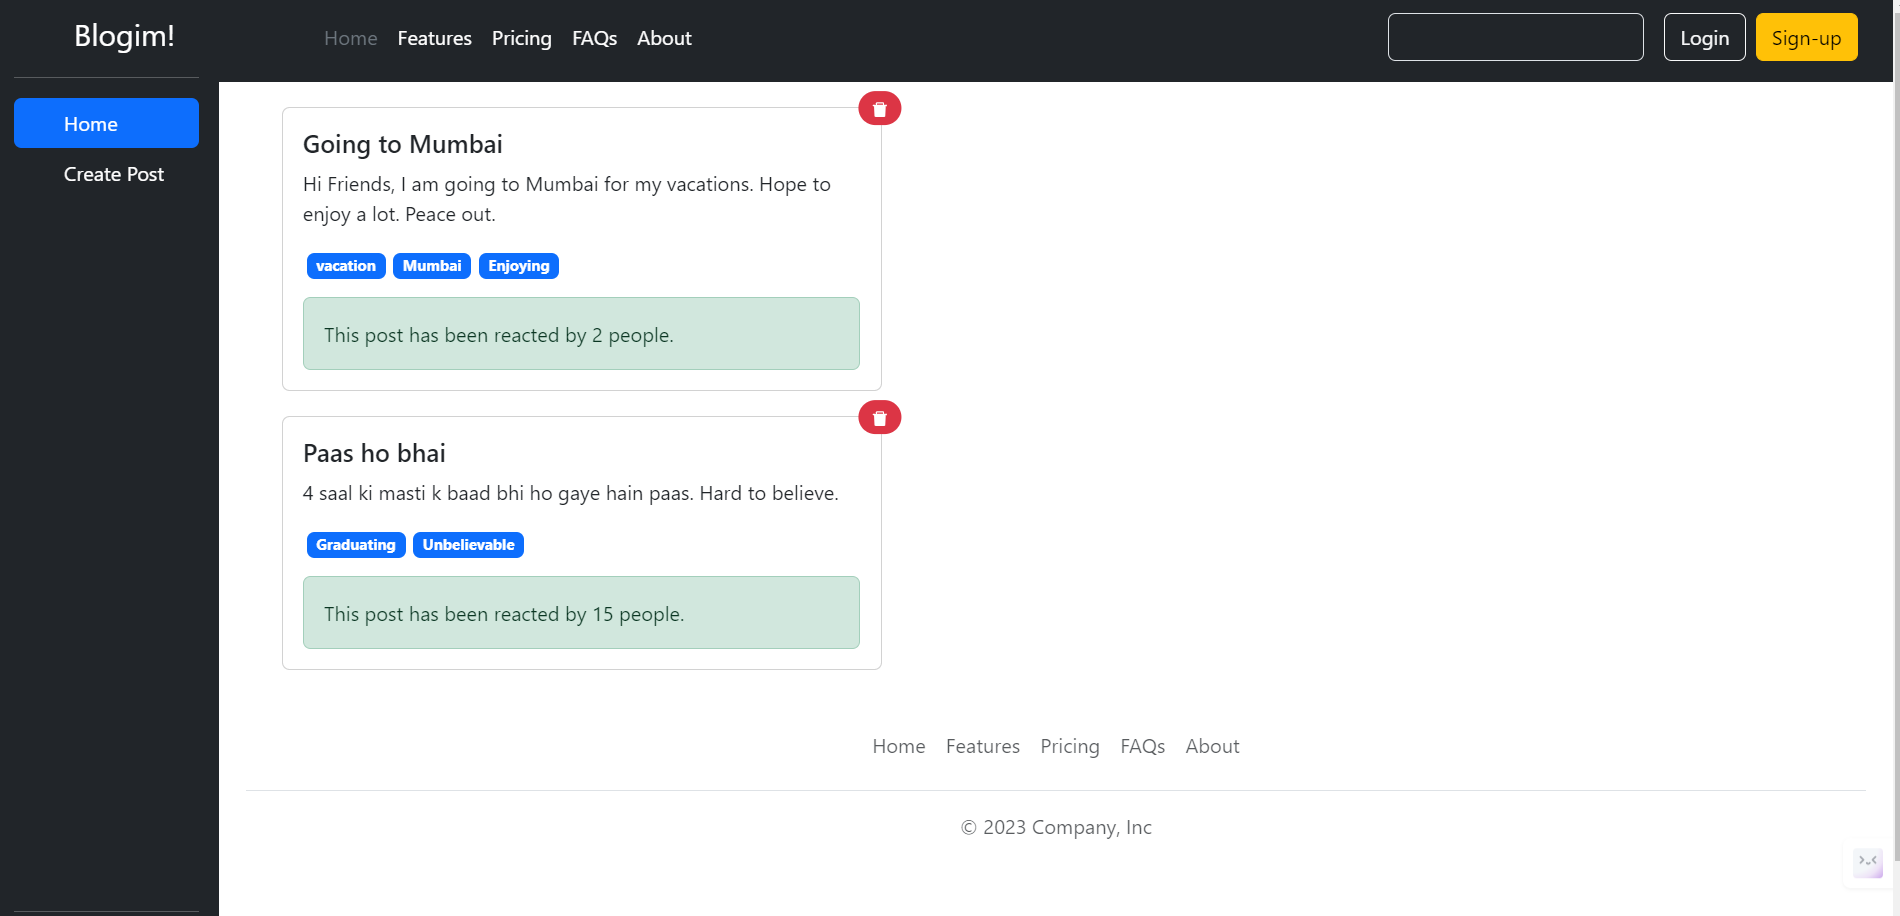 Blogim!
Home Features Pricing FAQs About
Login
Sign-up
Home
Create Post
Going to Mumbai
Hi Friends, I am going to Mumbai for my vacations. Hope to
enjoy a lot. Peace out.
vacation Mumbai Enjoying
This post has been reacted by 2 people.
Paas ho bhai
4 saal ki masti k baad bhi ho gaye hain paas. Hard to believe.
Graduating Unbelievable
This post has been reacted by 15 people.
Home Features Pricing FAQs About
© 2023 Company, Inc